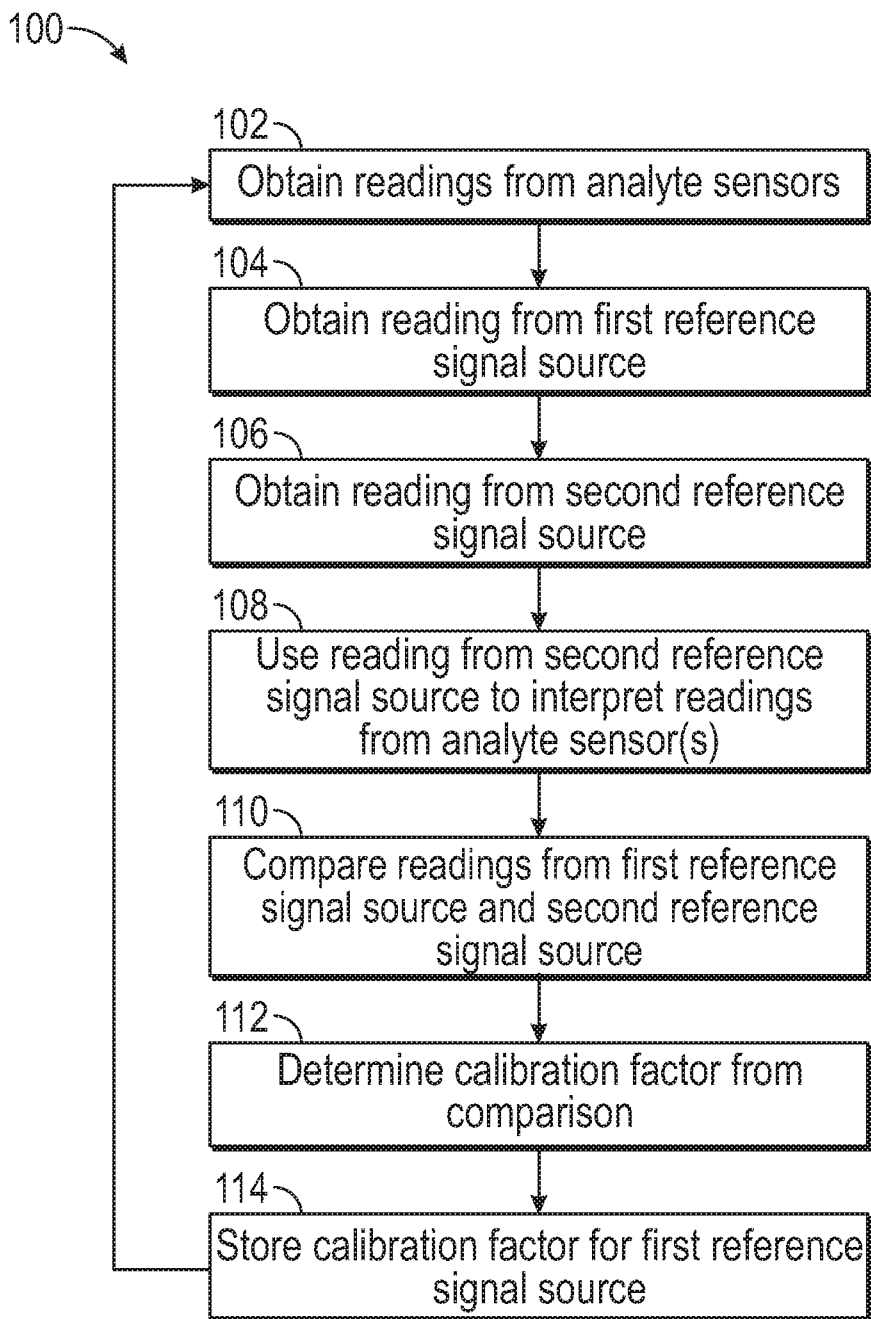 100
102
Obtain readings from analyte sensors
104
Obtain reading from first reference
signal source
106
Obtain reading from second reference
signal source
108
Use reading from second reference
signal source to interpret readings
from analyte sensor(s)
110
Compare readings from first reference
signal source and second reference
signal source
112
Determine calibration factor from
comparison
114
Store calibration factor for first reference
signal source